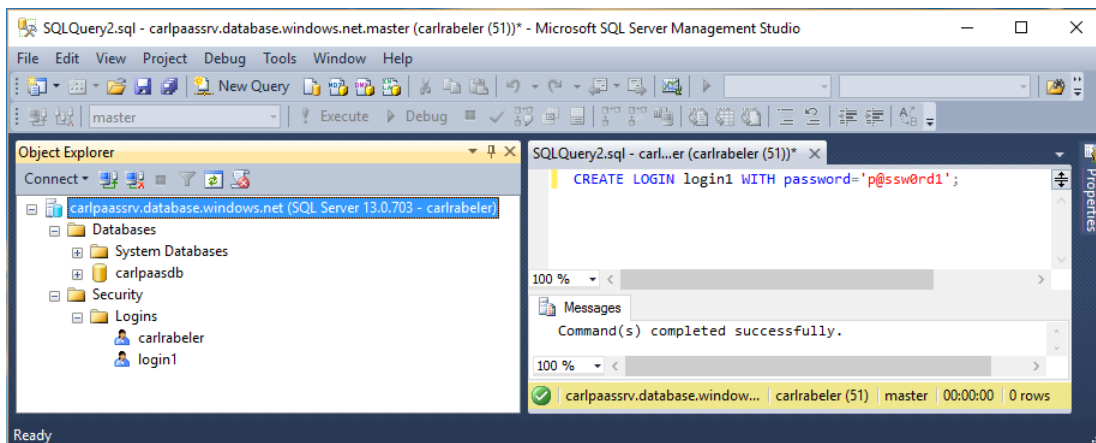 SQLQuery2.sql - carlpaassrv.database.windows.net.master (carlrabeler (51))* - Microsoft SQL Server Management Studio
File Edit View Project Debug Tools Window Help
New Query
master Execute Debug
Object Explorer
Connect
carlpaassrv.database.windows.net (SQL Server 13.0.703 - carlrabeler)
Databases
System Databases
carlpaasdb
Security
Logins
carlrabeler
login1
SQLQuery2.sql - carl...er (carlrabeler (51))*
CREATE LOGIN login1 WITH password='p@ssw0rd1';
100 %
Messages
Command(s) completed successfully.
100 %
carlpaassrv.database.window... carlrabeler (51) master 00:00:00 0 rows
Properties
Ready